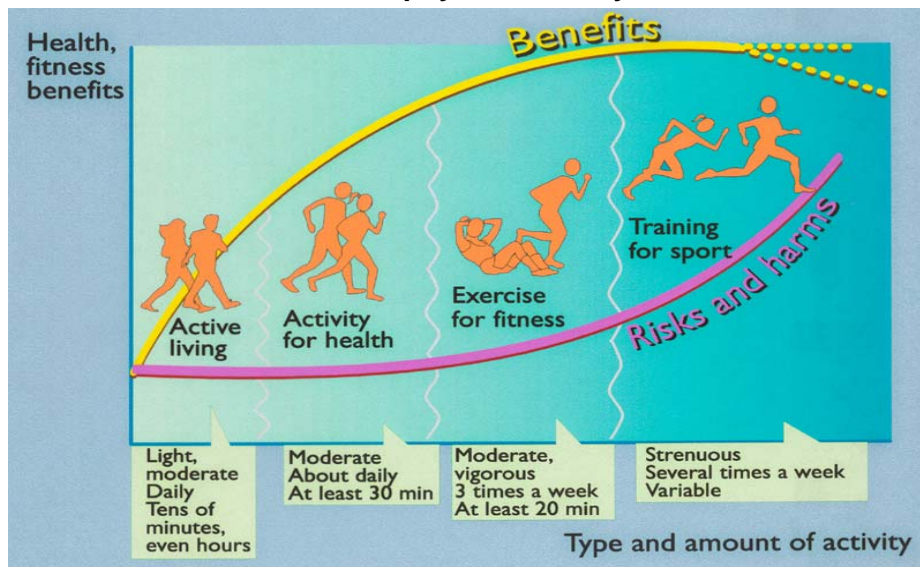 Health,
fitness
benefits
Benefits
Active
living
Activity
for health
Exercise
for fitness
Training
for sport
Risks and harms
Light,
moderate
Daily
Tens of
minutes,
even hours
Moderate
About daily
At least 30 min
Moderate,
vigorous
3 times a week
At least 20 min
Strenuous
Several times a week
Variable
Type and amount of activity